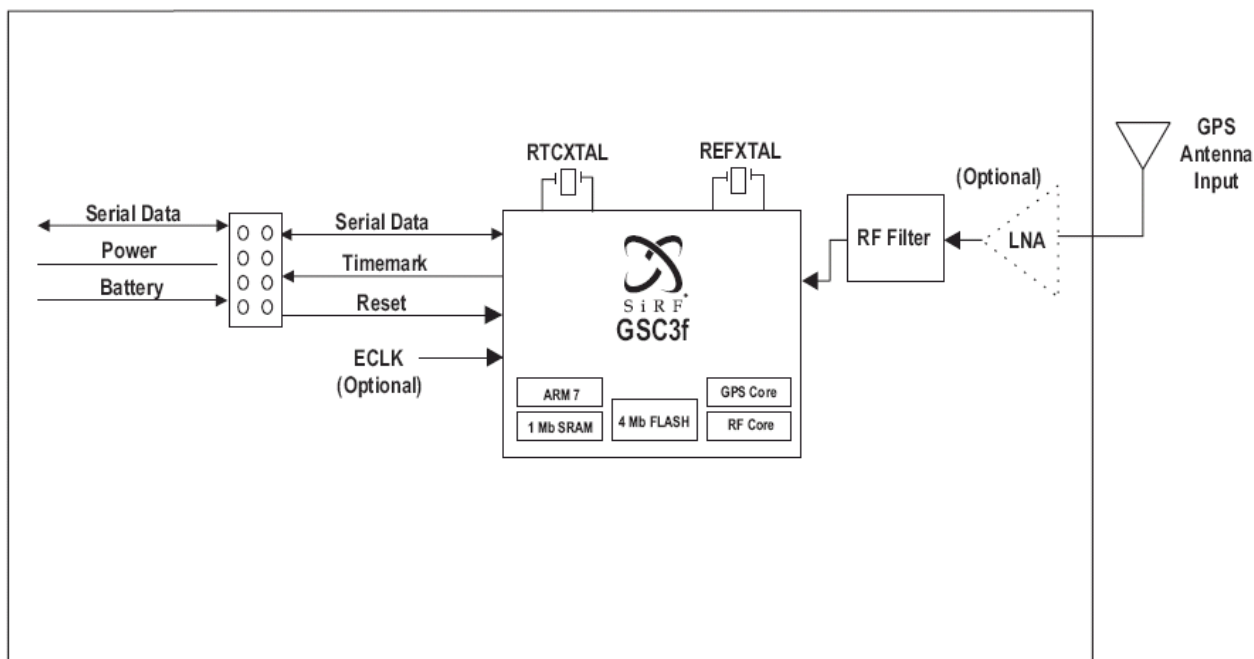 GPS
Antenna
Input
RTCXTAL
REFXTAL
(Optional)
Serial Data
Power
Battery
Serial Data
Timemark
Reset
ECLK
(Optional)
SiRF
GSC3f
RF Filter
LNA
ARM 7
1 Mb SRAM
4 Mb FLASH
GPS Core
RF Core